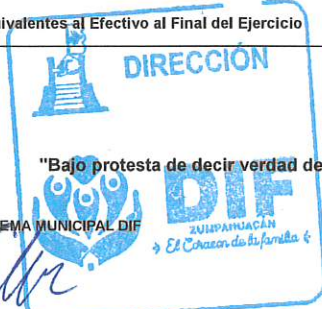 uivalentes al Efectivo al Final del Ejercicio
DIRECCIÓN
"Bajo protesta de decir verdad de
DIF
EMA MUNICIPAL DIF
ZUMPAHUACÁN
El Corazón de la familia